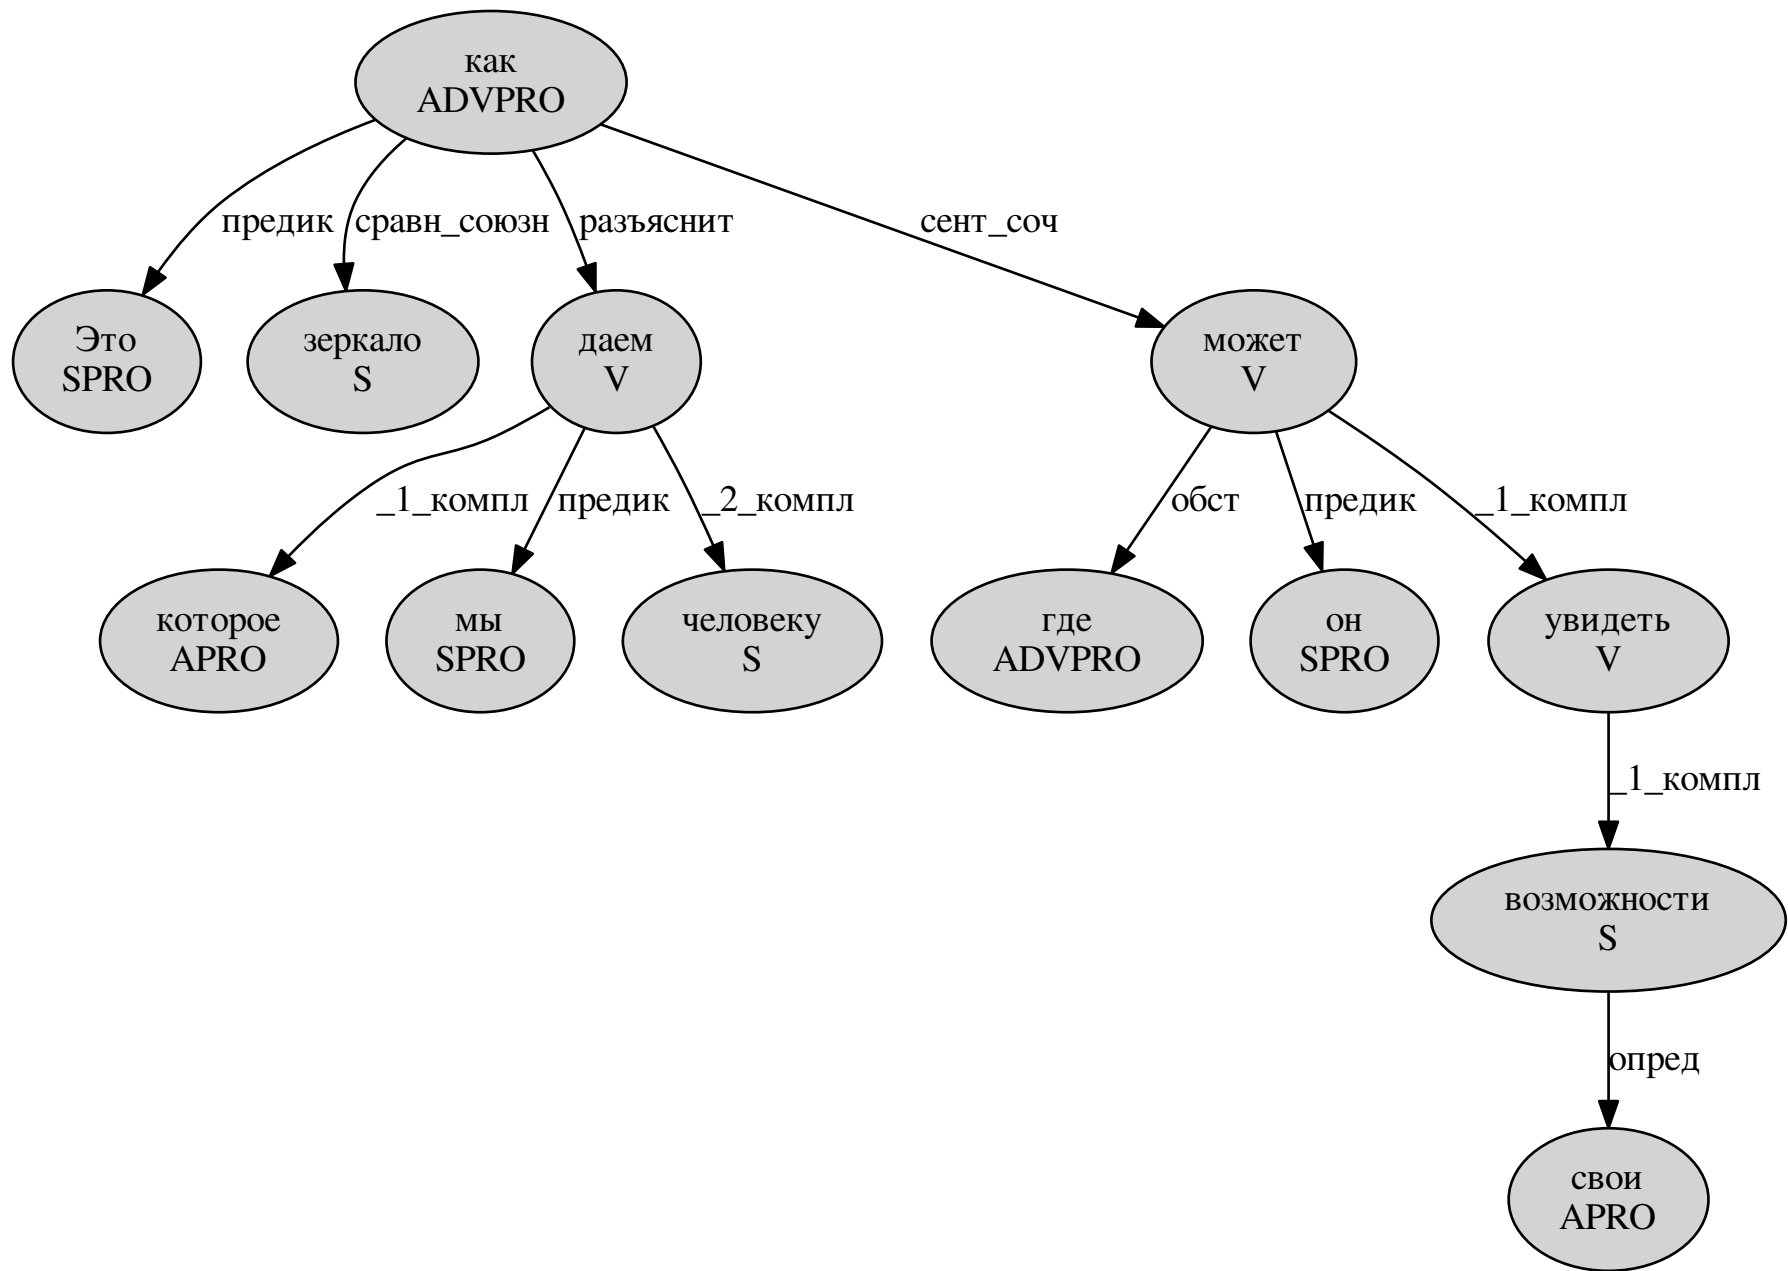 как
ADVPRO
предик
сравн_союзн
разъяснит
сент_соч
Это
SPRO
зеркало
S
даем
V
может
V
_1_компл
предик
_2_компл
обст
предик
_1_компл
которое
APRO
мы
SPRO
человеку
S
где
ADVPRO
он
SPRO
увидеть
V
_1_компл
возможности
S
опред
свои
APRO